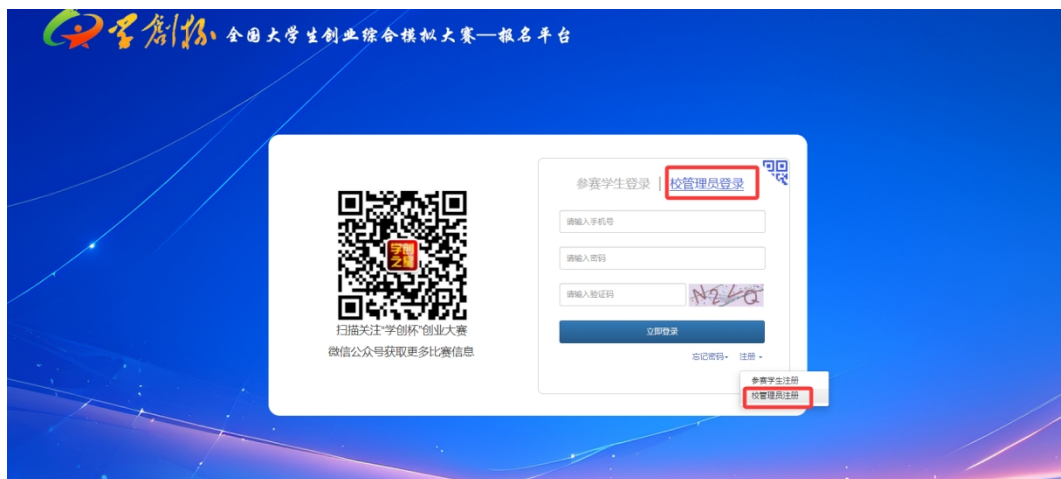 学创杯 全国大学生创业综合模拟大赛—报名平台
参赛学生登录 | 校管理员登录
请输入手机号
请输入密码
请输入验证码 N2LQ
立即登录
忘记密码 注册
参赛学生注册
校管理员注册
学创之星
扫描关注“学创杯”创业大赛
微信公众号获取更多比赛信息